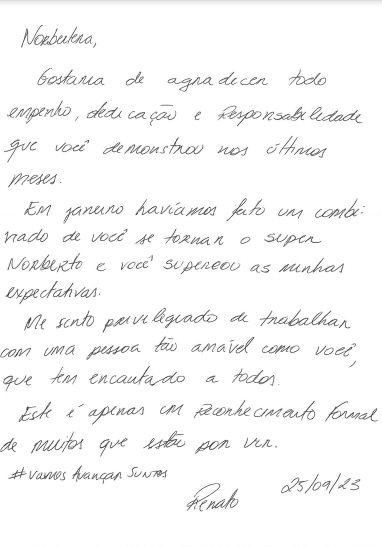 Norberta,
Gostaria de agradecer todo
empenho, dedicação e Responsabilidade
que você demonstrou nos últimos
meses.
Em janeiro havíamos feito um combi-
nado de você se tornar o super
Norberto e você superou as minhas
expectativas.
Me sinto privilegiado de trabalhar
com uma pessoa tão amável como você,
que tem encantado a todos.
Este é apenas um Reconhecimento formal
de muitos que estão por vir.
#Vamos Avançar Juntos
Renato 25/09/23